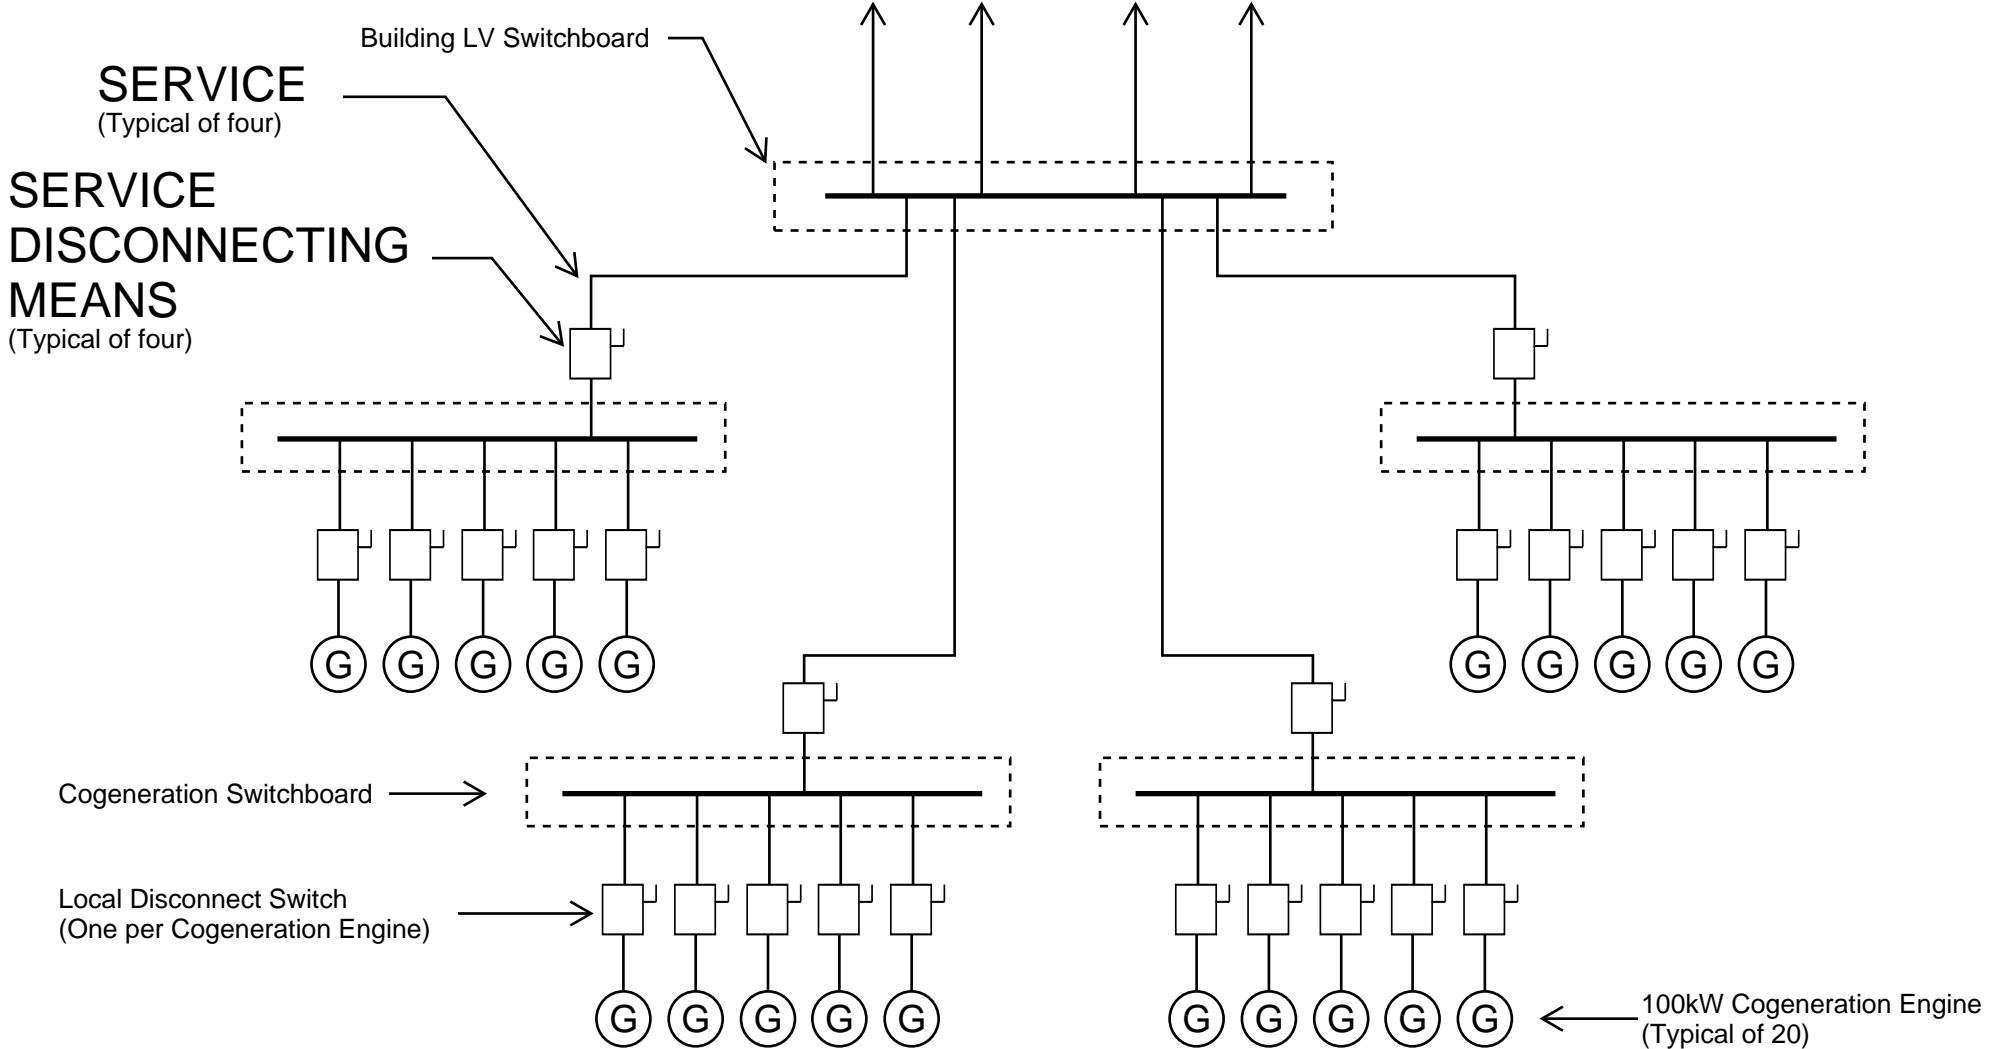 Building LV Switchboard
SERVICE
(Typical of four)
SERVICE
DISCONNECTING
MEANS
(Typical of four)
G G G G G
G G G G G
Cogeneration Switchboard
Local Disconnect Switch
(One per Cogeneration Engine)
G G G G G
G G G G G
100kW Cogeneration Engine
(Typical of 20)